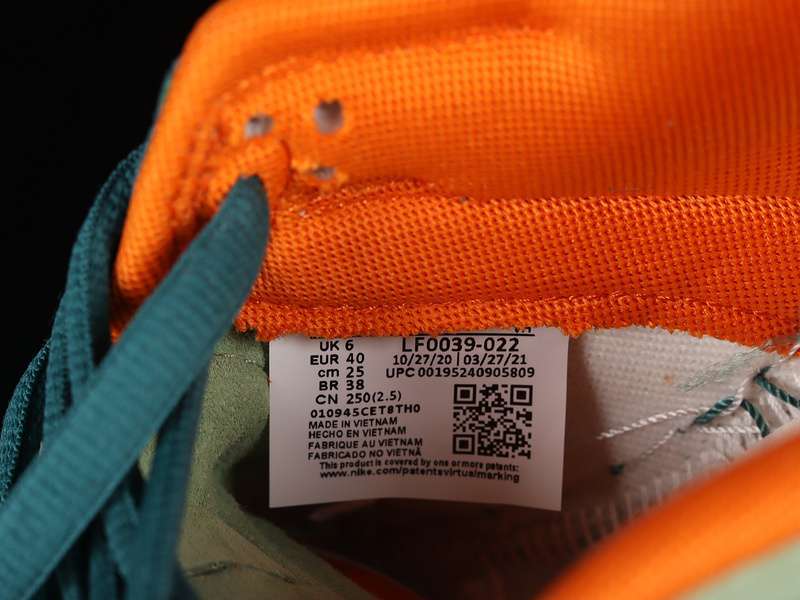 UK 6
EUR 40
cm 25
BR 38
CN 250(2.5)
LF0039-022
10/27/20 | 03/27/21
UPC 00195240905809
010945CET8TH0
MADE IN VIETNAM
HECHO EN VIETNAM
FABRIQUE AU VIETNAM
FABRICADO NO VIETNÃ
This product is covered by one or more patents:
www.nike.com/patentsvirtualmarking